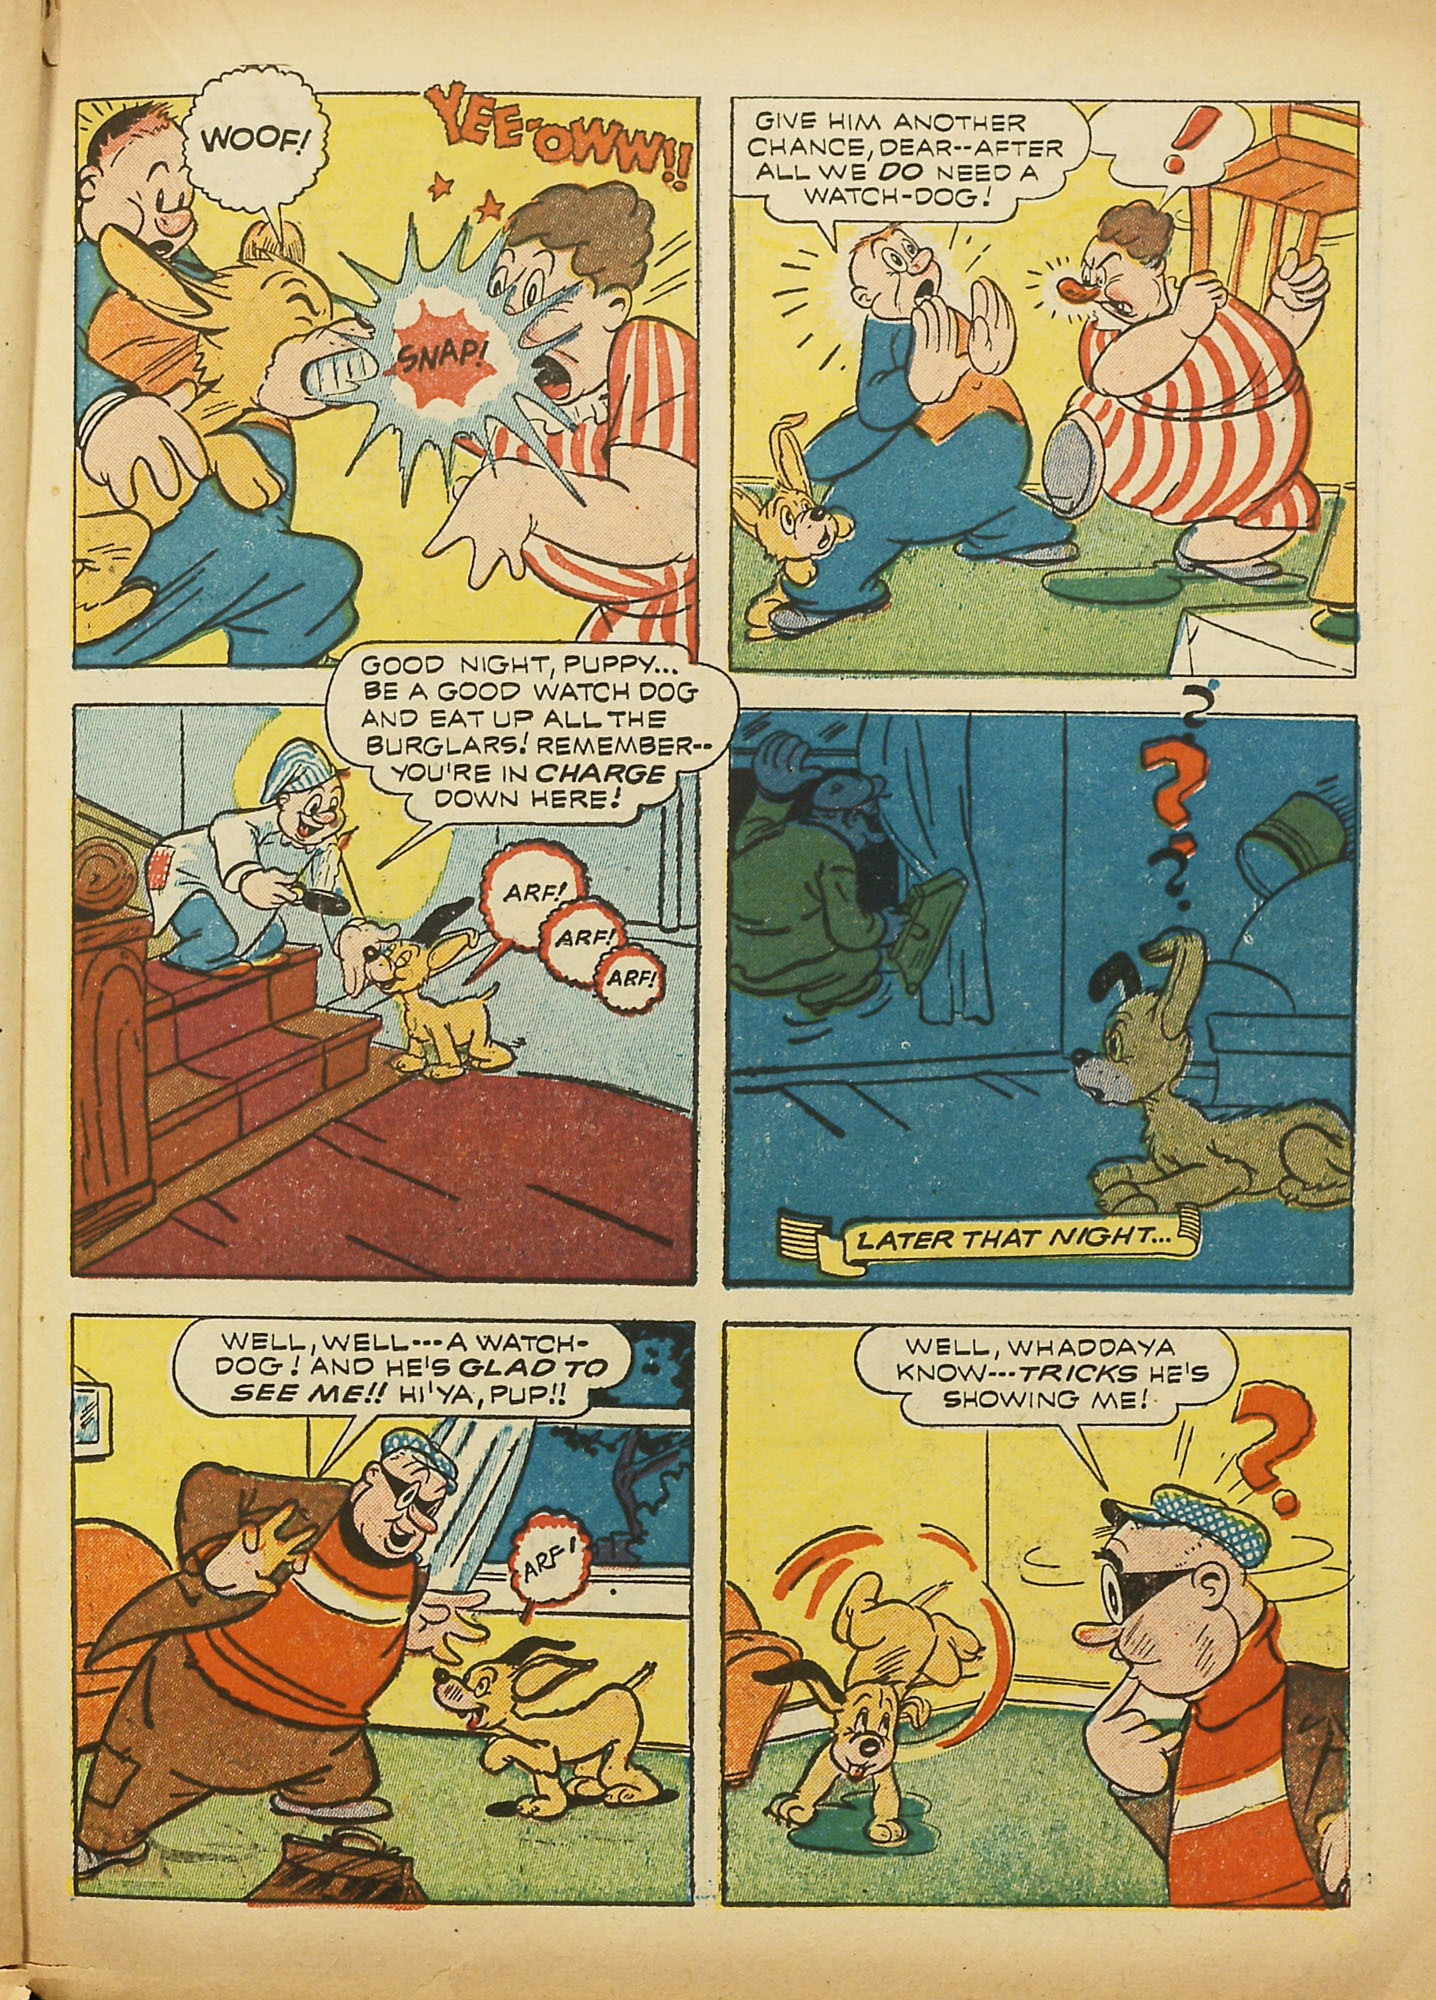 WOOF!
YEE-OWW!!
SNAP!
GIVE HIM ANOTHER
CHANCE, DEAR--AFTER
ALL WE DO NEED A
WATCH-DOG!
!
GOOD NIGHT, PUPPY...
BE A GOOD WATCH DOG
AND EAT UP ALL THE
BURGLARS! REMEMBER--
YOU'RE IN CHARGE
DOWN HERE!
ARF!
ARF!
ARF!
?
?
?
LATER THAT NIGHT...
WELL, WELL---A WATCH-
DOG! AND HE'S GLAD TO
SEE ME!! HI'YA, PUP!!
ARF!
WELL, WHADDAYA
KNOW---TRICKS HE'S
SHOWING ME!
?